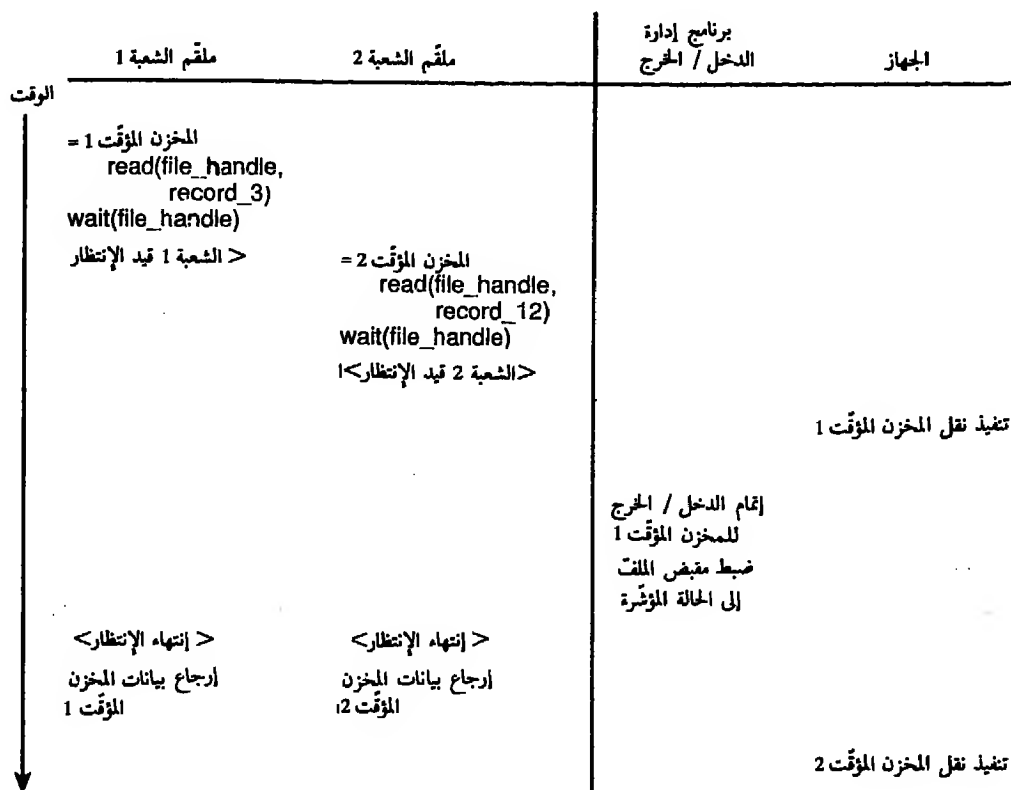 ملقّم الشعبة 1
ملقّم الشعبة 2
برنامج إدارة
الدخل / الخرج
الجهاز
الوقت
المخزن المؤقّت 1 =
read(file_handle,
record_3)
wait(file_handle)
< الشعبة 1 قيد الإنتظار
المخزن المؤقّت 2 =
read(file_handle,
record_12)
wait(file_handle)
<الشعبة 2 قيد الإنتظار>
تنفيذ نقل المخزن المؤقّت 1
إتمام الدخل / الخرج
للمخزن المؤقّت 1
ضبط مقبض الملفّ
إلى الحالة المؤشّرة
< إنتهاء الإنتظار>
إرجاع بيانات المخزن
المؤقّت 1
< إنتهاء الإنتظار>
إرجاع بيانات المخزن
المؤقّت 2
تنفيذ نقل المخزن المؤقّت 2